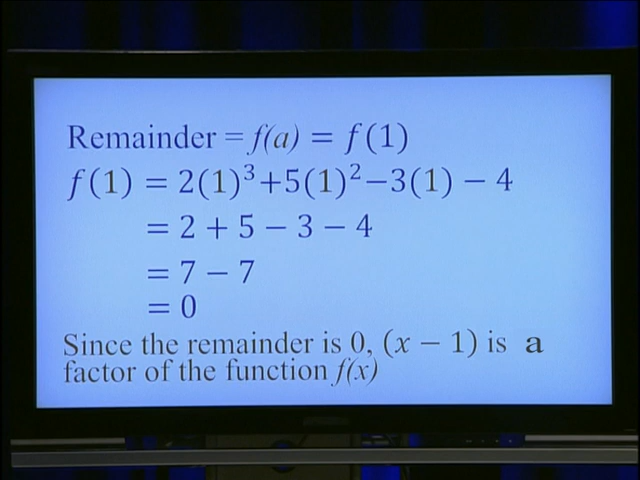 Remainder = f(a) = f(1)
f(1) = 2(1)³+5(1)²−3(1) − 4
= 2 + 5 − 3 − 4
= 7 − 7
= 0
Since the remainder is 0, (x − 1) is a
factor of the function f(x)